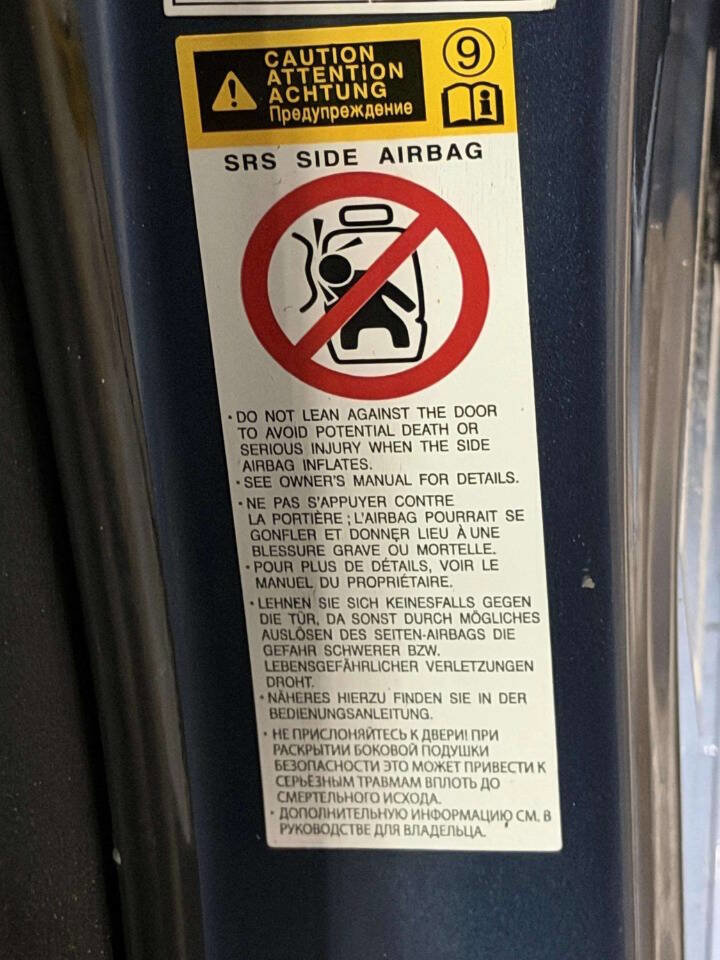 CAUTION
ATTENTION
ACHTUNG
Предупреждение
9
SRS SIDE AIRBAG
· DO NOT LEAN AGAINST THE DOOR
TO AVOID POTENTIAL DEATH OR
SERIOUS INJURY WHEN THE SIDE
AIRBAG INFLATES.
· SEE OWNER'S MANUAL FOR DETAILS.
· NE PAS S'APPUYER CONTRE
LA PORTIÈRE ; L'AIRBAG POURRAIT SE
GONFLER ET DONNER LIEU À UNE
BLESSURE GRAVE OU MORTELLE.
· POUR PLUS DE DÉTAILS, VOIR LE
MANUEL DU PROPRIÉTAIRE.
· LEHNEN SIE SICH KEINESFALLS GEGEN
DIE TÜR, DA SONST DURCH MÖGLICHES
AUSLÖSEN DES SEITEN-AIRBAGS DIE
GEFAHR SCHWERER BZW.
LEBENSGEFÄHRLICHER VERLETZUNGEN
DROHT.
· NÄHERES HIERZU FINDEN SIE IN DER
BEDIENUNGSANLEITUNG.
· НЕ ПРИСЛОНЯЙТЕСЬ К ДВЕРИ! ПРИ
РАСКРЫТИИ БОКОВОЙ ПОДУШКИ
БЕЗОПАСНОСТИ ЭТО МОЖЕТ ПРИВЕСТИ К
СЕРЬЁЗНЫМ ТРАВМАМ ВПЛОТЬ ДО
СМЕРТЕЛЬНОГО ИСХОДА.
· ДОПОЛНИТЕЛЬНУЮ ИНФОРМАЦИЮ СМ. В
РУКОВОДСТВЕ ДЛЯ ВЛАДЕЛЬЦА.